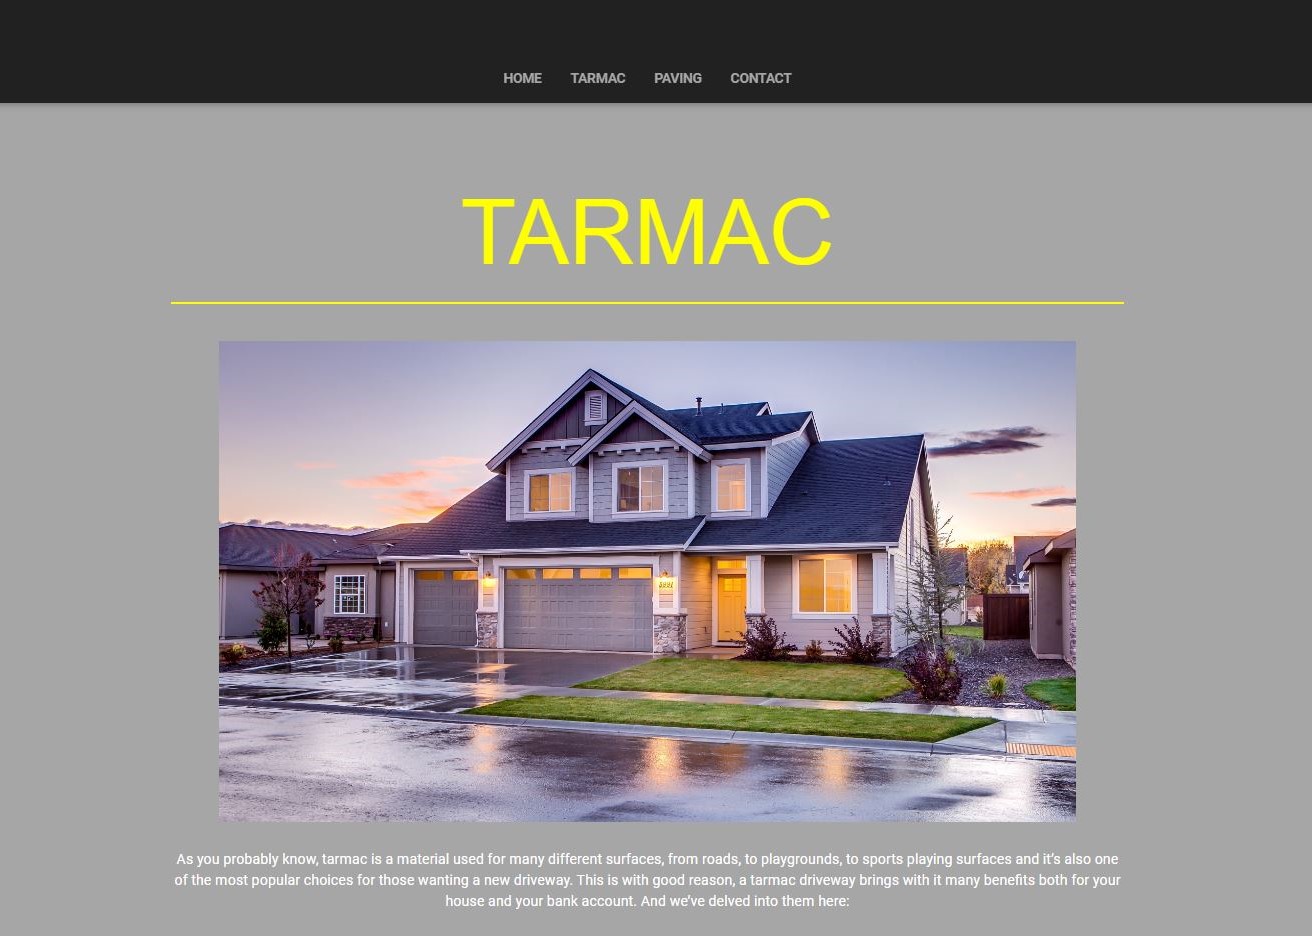 HOME TARMAC PAVING CONTACT
TARMAC
As you probably know, tarmac is a material used for many different surfaces, from roads, to playgrounds, to sports playing surfaces and it’s also one
of the most popular choices for those wanting a new driveway. This is with good reason, a tarmac driveway brings with it many benefits both for your
house and your bank account. And we’ve delved into them here: